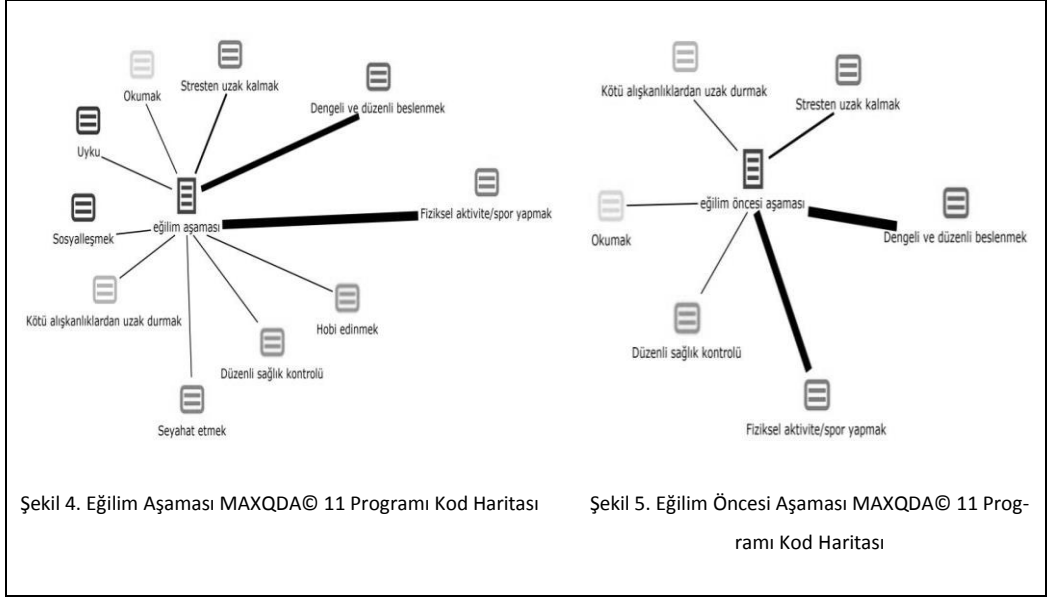 Okumak
Stresten uzak kalmak
Dengeli ve düzenli beslenmek
Uyku
Fiziksel aktivite/spor yapmak
Sosyalleşmek
eğilim aşaması
Kötü alışkanlıklardan uzak durmak
Hobi edinmek
Düzenli sağlık kontrolü
Seyahat etmek
Şekil 4. Eğilim Aşaması MAXQDA© 11 Programı Kod Haritası
Kötü alışkanlıklardan uzak durmak
Stresten uzak kalmak
eğilim öncesi aşaması
Okumak
Dengeli ve düzenli beslenmek
Düzenli sağlık kontrolü
Fiziksel aktivite/spor yapmak
Şekil 5. Eğilim Öncesi Aşaması MAXQDA© 11 Prog-
ramı Kod Haritası